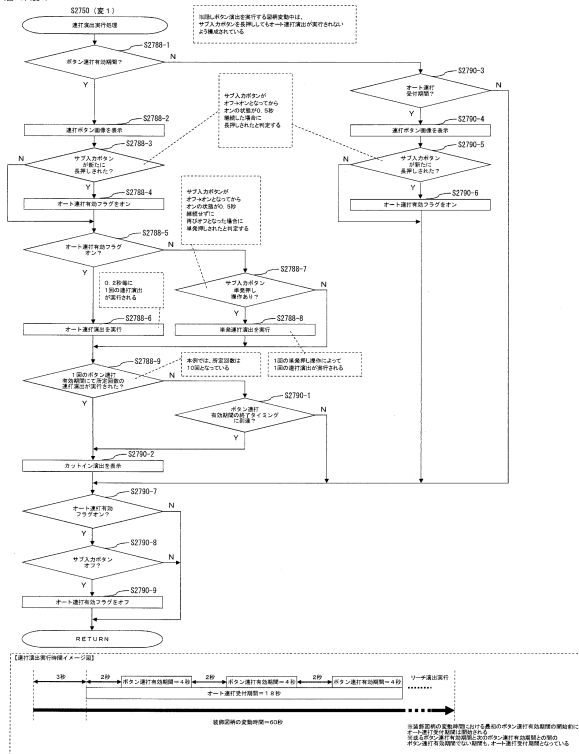 S2750（変１）
連打演出実行処理
※隠しボタン演出を実行する図柄変動中は、
サブ入力ボタンを長押ししてもオート連打演出が実行されない
よう構成されている
S2788-1
ボタン連打有効期間？
N
Y
S2790-3
オート連打
受付期間？
N
Y
サブ入力ボタンが
オフ→オンとなってから
オンの状態が０．５秒
継続した場合に
長押しされたと判定する
S2788-2
連打ボタン画像を表示
S2790-4
連打ボタン画像を表示
S2788-3
サブ入力ボタン
が新たに
長押しされた？
N
Y
S2790-5
サブ入力ボタン
が新たに
長押しされた？
N
Y
S2788-4
オート連打有効フラグをオン
S2790-6
オート連打有効フラグをオン
サブ入力ボタンが
オフ→オンとなってから
オンの状態が０．５秒
継続せずに
再びオフとなった場合に
単発押しされたと判定する
S2788-5
オート連打有効フラグ
オン？
N
Y
S2788-7
サブ入力ボタン
単発押し
操作あり？
N
Y
０．２秒毎に
１回の連打演出
が実行される
S2788-6
オート連打演出を実行
S2788-8
単発連打演出を実行
S2788-9
１回のボタン連打
有効期間にて所定回数の
連打演出が実行された？
N
Y
本例では、所定回数は
１０回となっている
１回の単発押し操作によって
１回の連打演出が実行される
S2790-1
ボタン連打
有効期間の終了タイミング
に到達？
N
Y
S2790-2
カットイン演出を表示
S2790-7
オート連打有効
フラグオン？
N
Y
S2790-8
サブ入力ボタン
オフ？
N
Y
S2790-9
オート連打有効フラグをオフ
ＲＥＴＵＲＮ
【連打演出実行時間イメージ図】
３秒
２秒
ボタン連打有効期間＝４秒
２秒
ボタン連打有効期間＝４秒
２秒
ボタン連打有効期間＝４秒
リーチ演出実行
オート連打受付期間＝１８秒
装飾図柄の変動時間＝６０秒
※装飾図柄の変動時間における最初のボタン連打有効期間の開始前に
オート連打受付期間は開始される
※或るボタン連打有効期間と次のボタン連打有効期間との間の
ボタン連打有効期間でない期間も、オート連打受付期間となっている